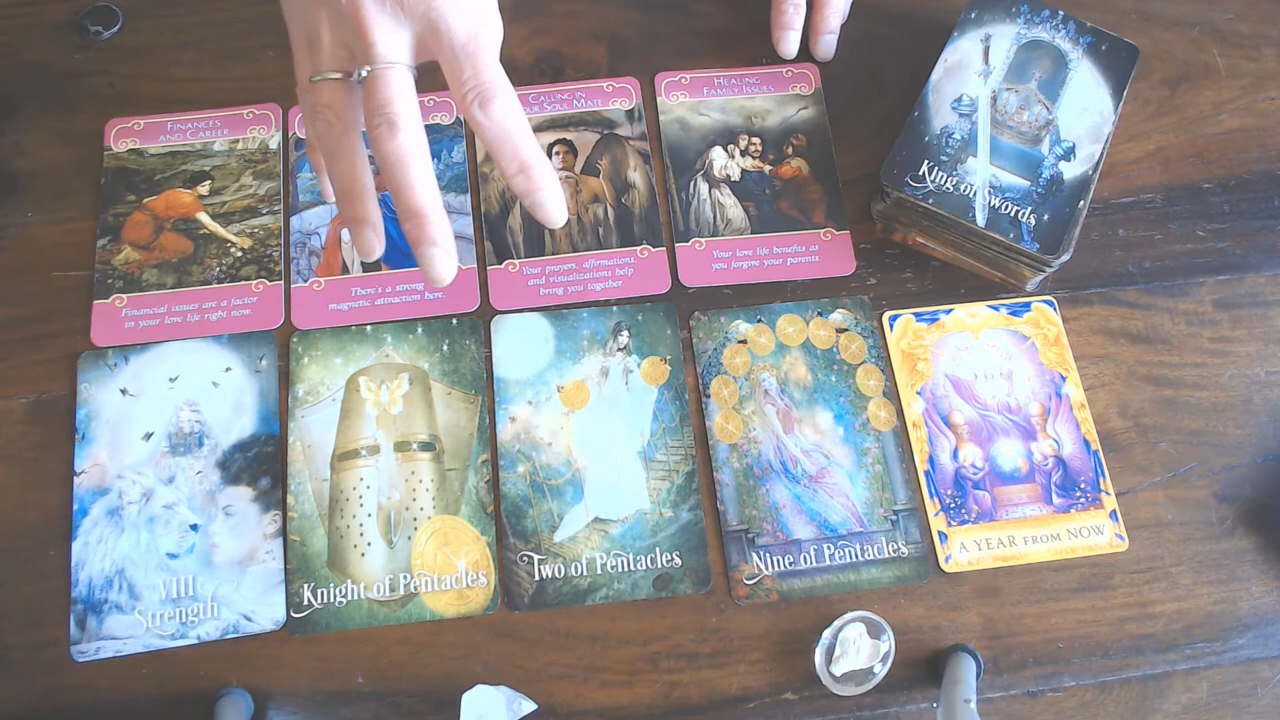 FINANCES
AND CAREER
Financial issues are a factor
in your love life right now.
There's a strong
magnetic attraction here.
CALLING IN
OUR SOUL MATE
Your prayers, affirmations,
and visualizations help
bring you together.
HEALING
FAMILY ISSUES
Your love life benefits as
you forgive your parents.
King of Swords
VIII
Strength
Knight of Pentacles
Two of Pentacles
Nine of Pentacles
A YEAR FROM NOW